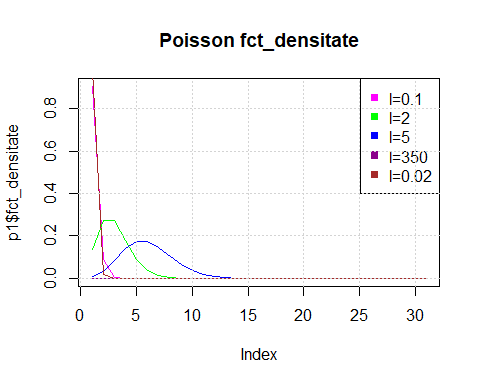 Poisson fct_densitate
p1$fct_densitate
0.0 0.2 0.4 0.6 0.8
l=0.1
l=2
l=5
l=350
l=0.02
0 5 10 15 20 25 30
Index